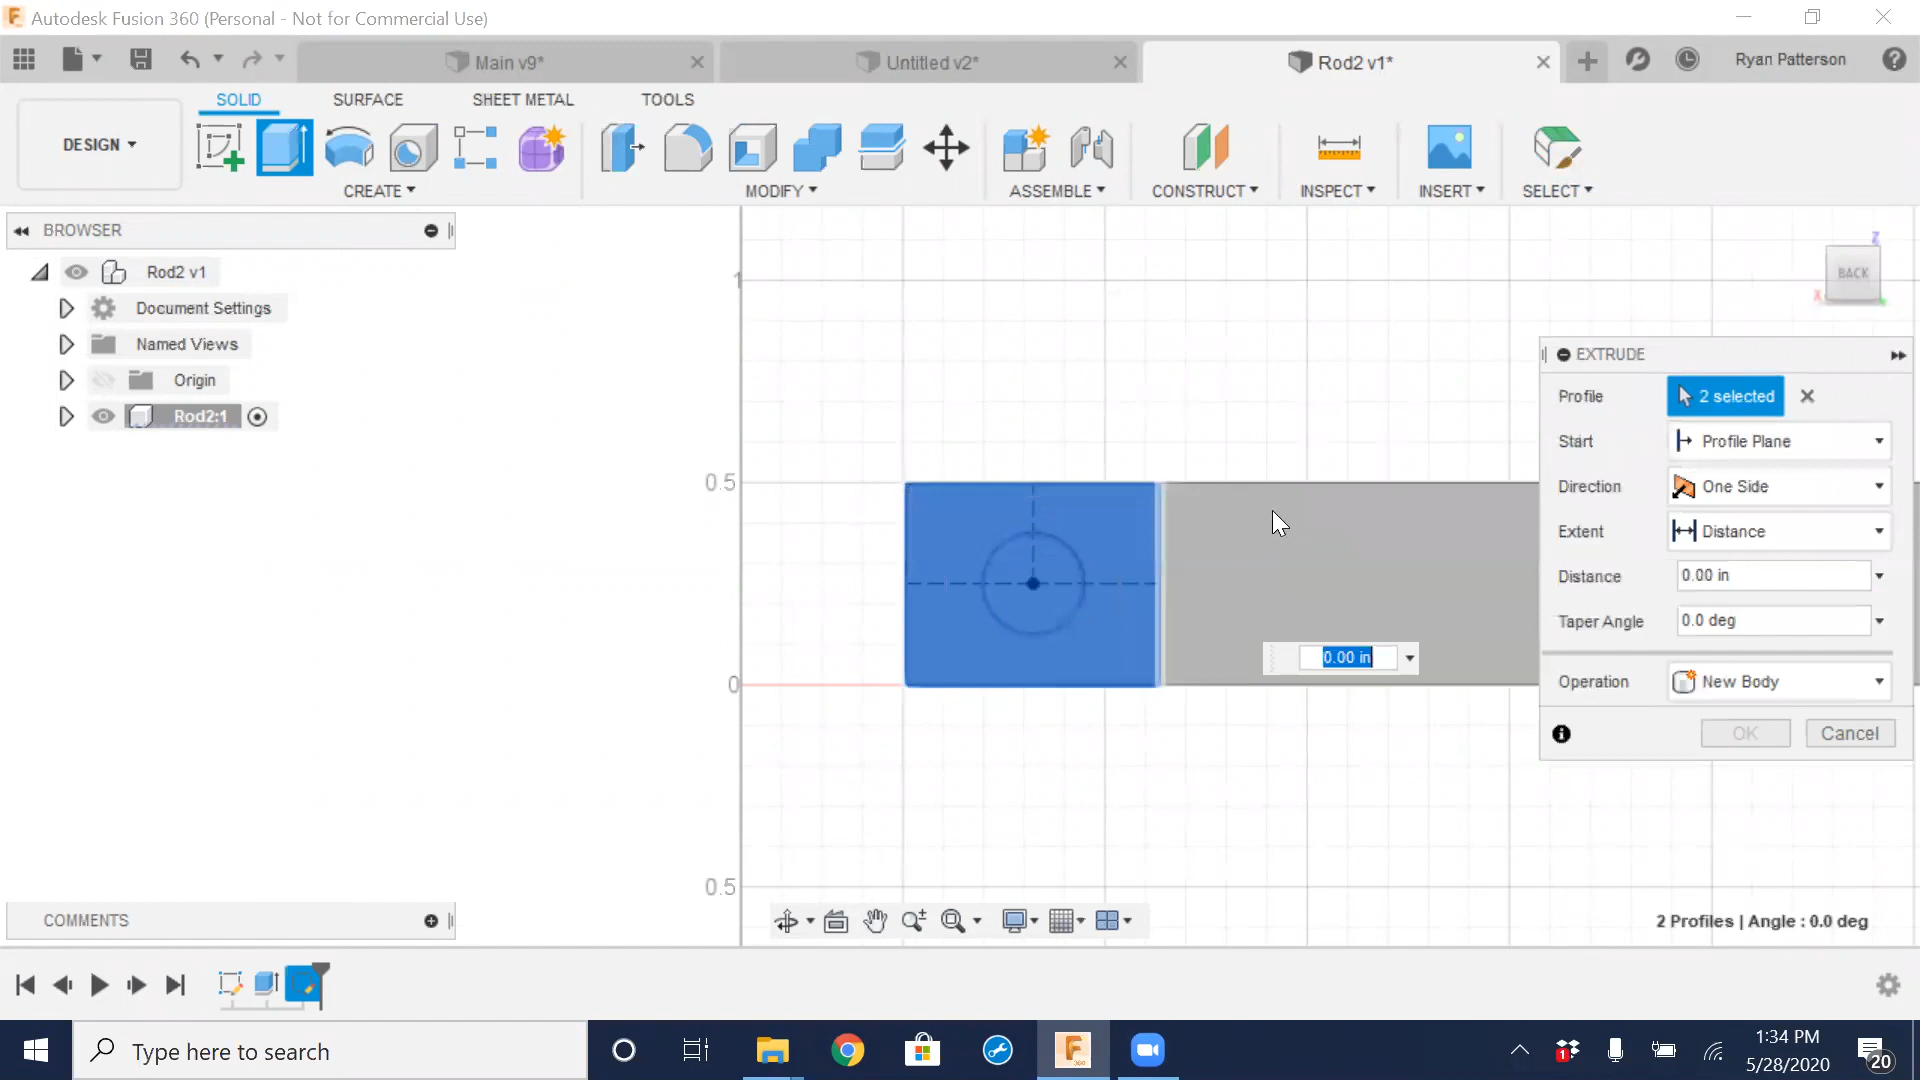 Autodesk Fusion 360 (Personal - Not for Commercial Use)
Main v9*
Untitled v2*
Rod2 v1*
Ryan Patterson
SOLID
SURFACE
SHEET METAL
TOOLS
DESIGN
CREATE
MODIFY
ASSEMBLE
CONSTRUCT
INSPECT
INSERT
SELECT
BROWSER
Rod2 v1
Document Settings
Named Views
Origin
Rod2:1
1
0.5
0
0.5
Z
BACK
X
0.00 in
EXTRUDE
Profile
2 selected
Start
Profile Plane
Direction
One Side
Extent
Distance
Distance
0.00 in
Taper Angle
0.0 deg
Operation
New Body
OK
Cancel
COMMENTS
2 Profiles | Angle : 0.0 deg
Type here to search
F
360
1
1:34 PM
5/28/2020
20